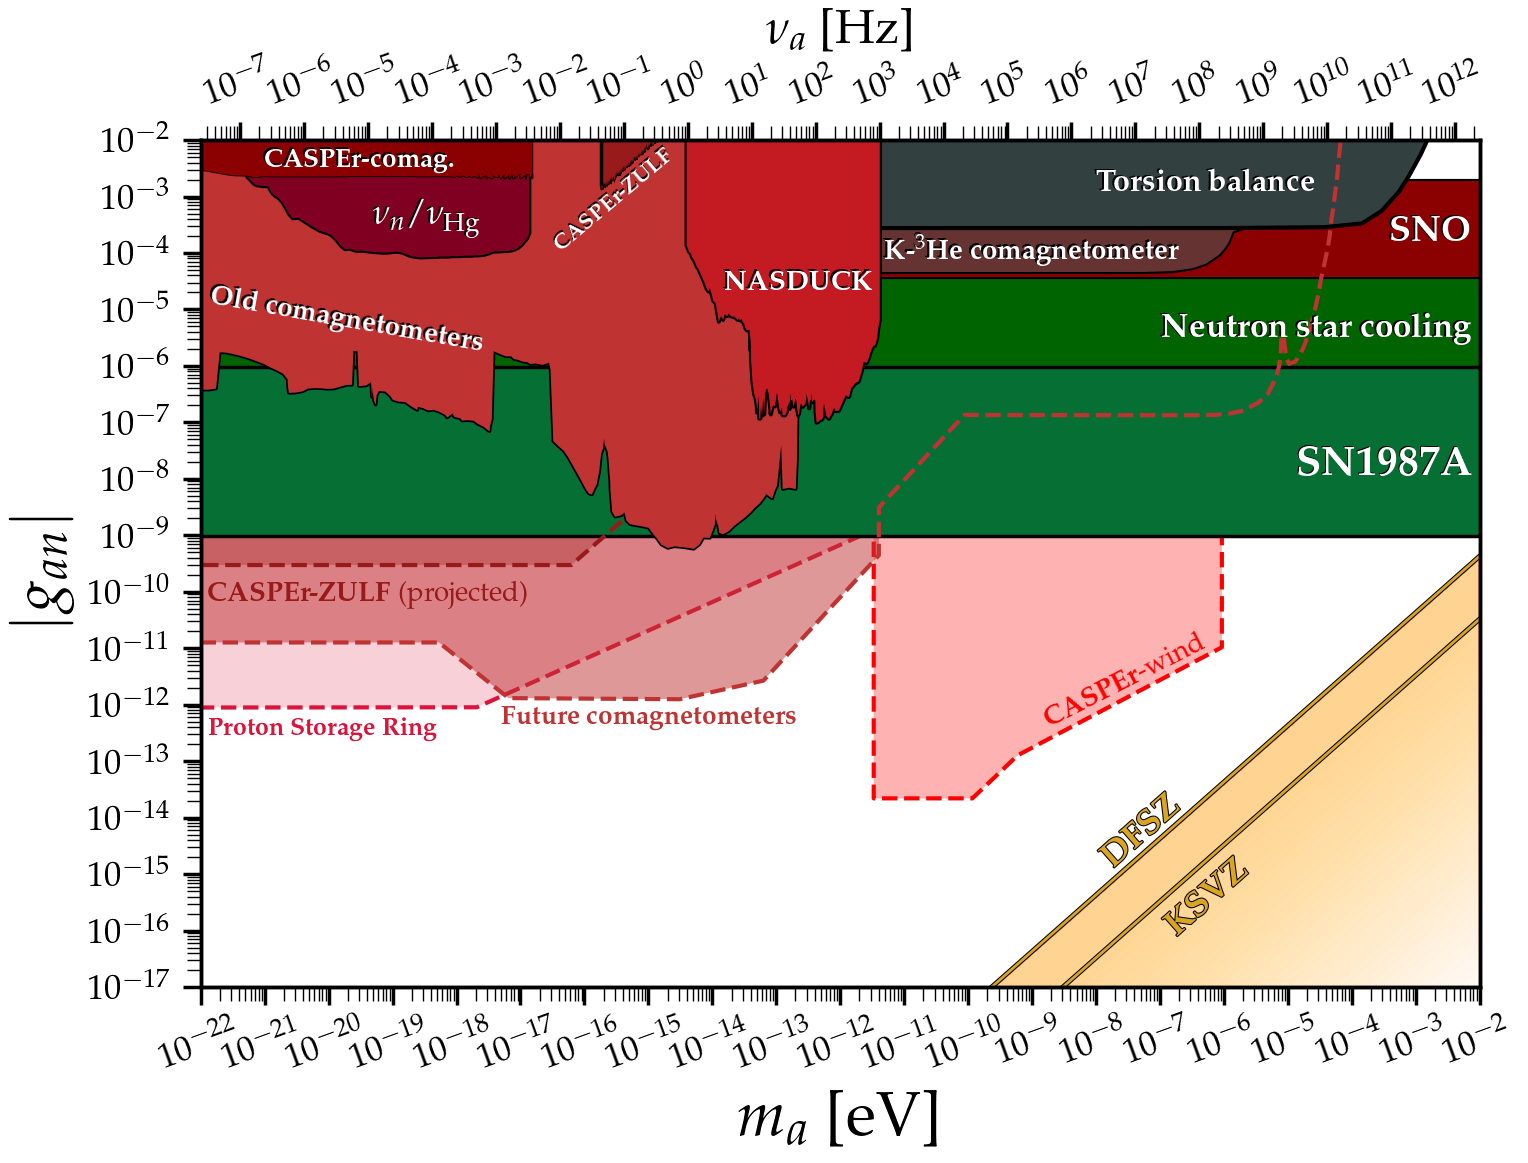 νₐ [Hz]
10⁻⁷ 10⁻⁶ 10⁻⁵ 10⁻⁴ 10⁻³ 10⁻² 10⁻¹ 10⁰ 10¹ 10² 10³ 10⁴ 10⁵ 10⁶ 10⁷ 10⁸ 10⁹ 10¹⁰ 10¹¹ 10¹²
10⁻²
10⁻³
10⁻⁴
10⁻⁵
10⁻⁶
10⁻⁷
10⁻⁸
10⁻⁹
10⁻¹⁰
10⁻¹¹
10⁻¹²
10⁻¹³
10⁻¹⁴
10⁻¹⁵
10⁻¹⁶
10⁻¹⁷
|gₐₙ|
CASPEr-comag.
νₙ/ν_Hg
CASPEr-ZULF
Torsion balance
SNO
K-³He comagnetometer
NASDUCK
Old comagnetometers
Neutron star cooling
SN1987A
CASPEr-ZULF (projected)
Proton Storage Ring
Future comagnetometers
CASPEr-wind
DFSZ
KSVZ
10⁻²² 10⁻²¹ 10⁻²⁰ 10⁻¹⁹ 10⁻¹⁸ 10⁻¹⁷ 10⁻¹⁶ 10⁻¹⁵ 10⁻¹⁴ 10⁻¹³ 10⁻¹² 10⁻¹¹ 10⁻¹⁰ 10⁻⁹ 10⁻⁸ 10⁻⁷ 10⁻⁶ 10⁻⁵ 10⁻⁴ 10⁻³ 10⁻²
mₐ [eV]